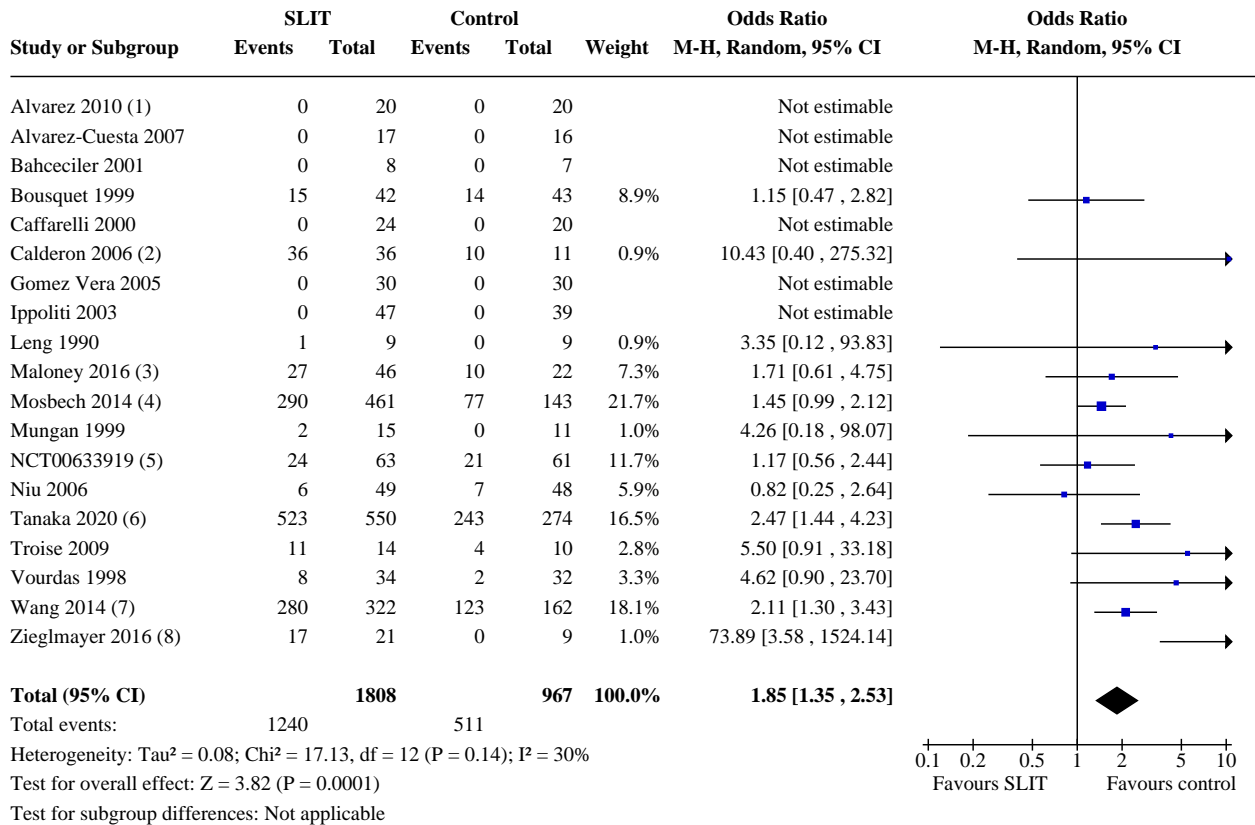 SLIT Control Odds Ratio Odds Ratio
Study or Subgroup Events Total Events Total Weight M-H, Random, 95% CI M-H, Random, 95% CI
Alvarez 2010 (1) 0 20 0 20 Not estimable
Alvarez-Cuesta 2007 0 17 0 16 Not estimable
Bahceciler 2001 0 8 0 7 Not estimable
Bousquet 1999 15 42 14 43 8.9% 1.15 [0.47 , 2.82]
Caffarelli 2000 0 24 0 20 Not estimable
Calderon 2006 (2) 36 36 10 11 0.9% 10.43 [0.40 , 275.32]
Gomez Vera 2005 0 30 0 30 Not estimable
Ippoliti 2003 0 47 0 39 Not estimable
Leng 1990 1 9 0 9 0.9% 3.35 [0.12 , 93.83]
Maloney 2016 (3) 27 46 10 22 7.3% 1.71 [0.61 , 4.75]
Mosbech 2014 (4) 290 461 77 143 21.7% 1.45 [0.99 , 2.12]
Mungan 1999 2 15 0 11 1.0% 4.26 [0.18 , 98.07]
NCT00633919 (5) 24 63 21 61 11.7% 1.17 [0.56 , 2.44]
Niu 2006 6 49 7 48 5.9% 0.82 [0.25 , 2.64]
Tanaka 2020 (6) 523 550 243 274 16.5% 2.47 [1.44 , 4.23]
Troise 2009 11 14 4 10 2.8% 5.50 [0.91 , 33.18]
Vourdas 1998 8 34 2 32 3.3% 4.62 [0.90 , 23.70]
Wang 2014 (7) 280 322 123 162 18.1% 2.11 [1.30 , 3.43]
Zieglmayer 2016 (8) 17 21 0 9 1.0% 73.89 [3.58 , 1524.14]
Total (95% CI) 1808 967 100.0% 1.85 [1.35 , 2.53]
Total events: 1240 511
Heterogeneity: Tau² = 0.08; Chi² = 17.13, df = 12 (P = 0.14); I² = 30%
0.1 0.2 0.5 1 2 5 10
Test for overall effect: Z = 3.82 (P = 0.0001) Favours SLIT Favours control
Test for subgroup differences: Not applicable